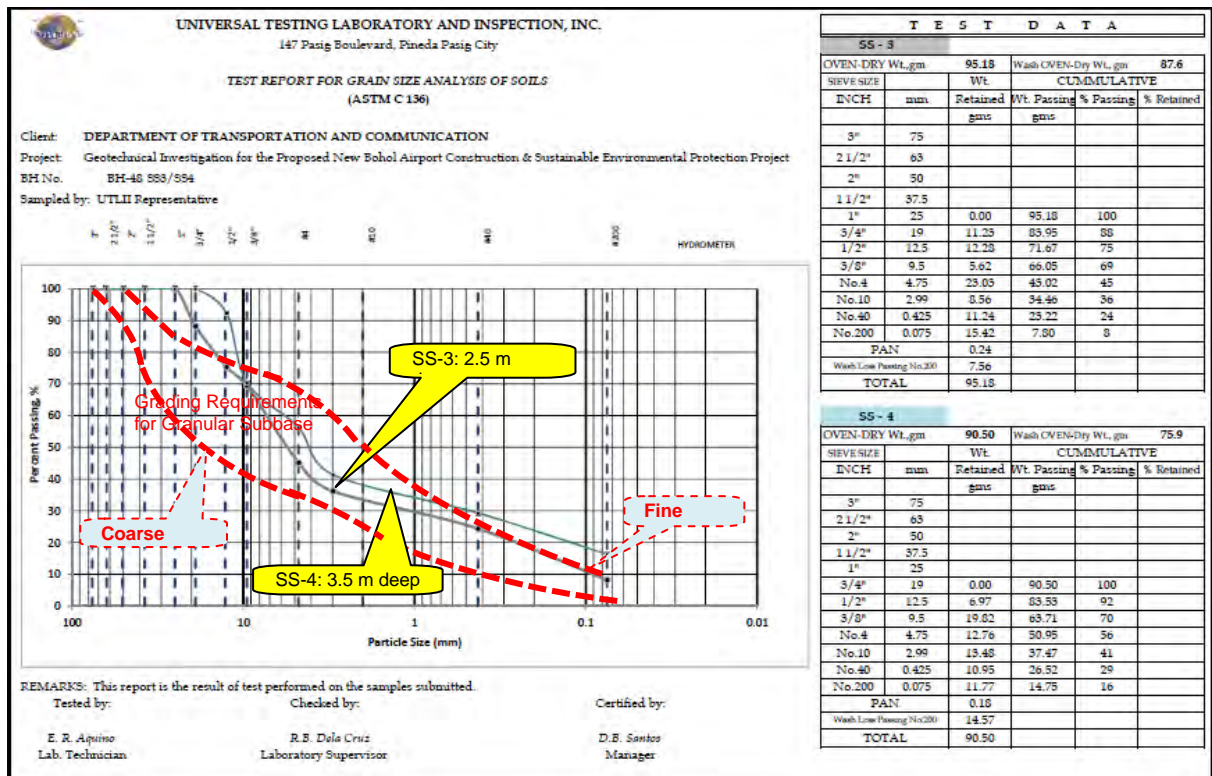 UNIVERSAL TESTING LABORATORY AND INSPECTION, INC.
147 Pasig Boulevard, Pineda Pasig City
TEST REPORT FOR GRAIN SIZE ANALYSIS OF SOILS
(ASTM C 136)
Client: DEPARTMENT OF TRANSPORTATION AND COMMUNICATION
Project: Geotechnical Investigation for the Proposed New Bohol Airport Construction & Sustainable Environmental Protection Project
BH No. BH-48 SS3/SS4
Sampled by: UTLII Representative
3" 2 1/2" 2" 1 1/2" 1" 3/4" 1/2" 3/8" #4 #10 #40 #200 HYDROMETER
Percent Passing, %
100
90
80
70
60
50
40
30
20
10
0
SS-3: 2.5 m
Grading Requirements
for Granular Subbase
Coarse
Fine
SS-4: 3.5 m deep
100 10 1 0.1 0.01
Particle Size (mm)
REMARKS: This report is the result of test performed on the samples submitted.
Tested by: Checked by: Certified by:
E. R. Aquino R.B. Dela Cruz D.B. Santos
Lab. Technician Laboratory Supervisor Manager
T E S T D A T A
SS - 3
OVEN-DRY Wt.,gm 95.18 Wash OVEN-Dry Wt., gm 87.6
SIEVE SIZE Wt. CUMMULATIVE
INCH mm Retained Wt. Passing % Passing % Retained
gms gms
3" 75
2 1/2" 63
2" 50
1 1/2" 37.5
1" 25 0.00 95.18 100
3/4" 19 11.23 83.95 88
1/2" 12.5 12.28 71.67 75
3/8" 9.5 5.62 66.05 69
No.4 4.75 23.03 43.02 45
No.10 2.99 8.56 34.46 36
No.40 0.425 11.24 23.22 24
No.200 0.075 15.42 7.80 8
PAN 0.24
Wash Loss Passing No.200 7.56
TOTAL 95.18
SS - 4
OVEN-DRY Wt.,gm 90.50 Wash OVEN-Dry Wt., gm 75.9
SIEVE SIZE Wt. CUMMULATIVE
INCH mm Retained Wt. Passing % Passing % Retained
gms gms
3" 75
2 1/2" 63
2" 50
1 1/2" 37.5
1" 25
3/4" 19 0.00 90.50 100
1/2" 12.5 6.97 83.53 92
3/8" 9.5 19.82 63.71 70
No.4 4.75 12.76 50.95 56
No.10 2.99 13.48 37.47 41
No.40 0.425 10.95 26.52 29
No.200 0.075 11.77 14.75 16
PAN 0.18
Wash Loss Passing No.200 14.57
TOTAL 90.50